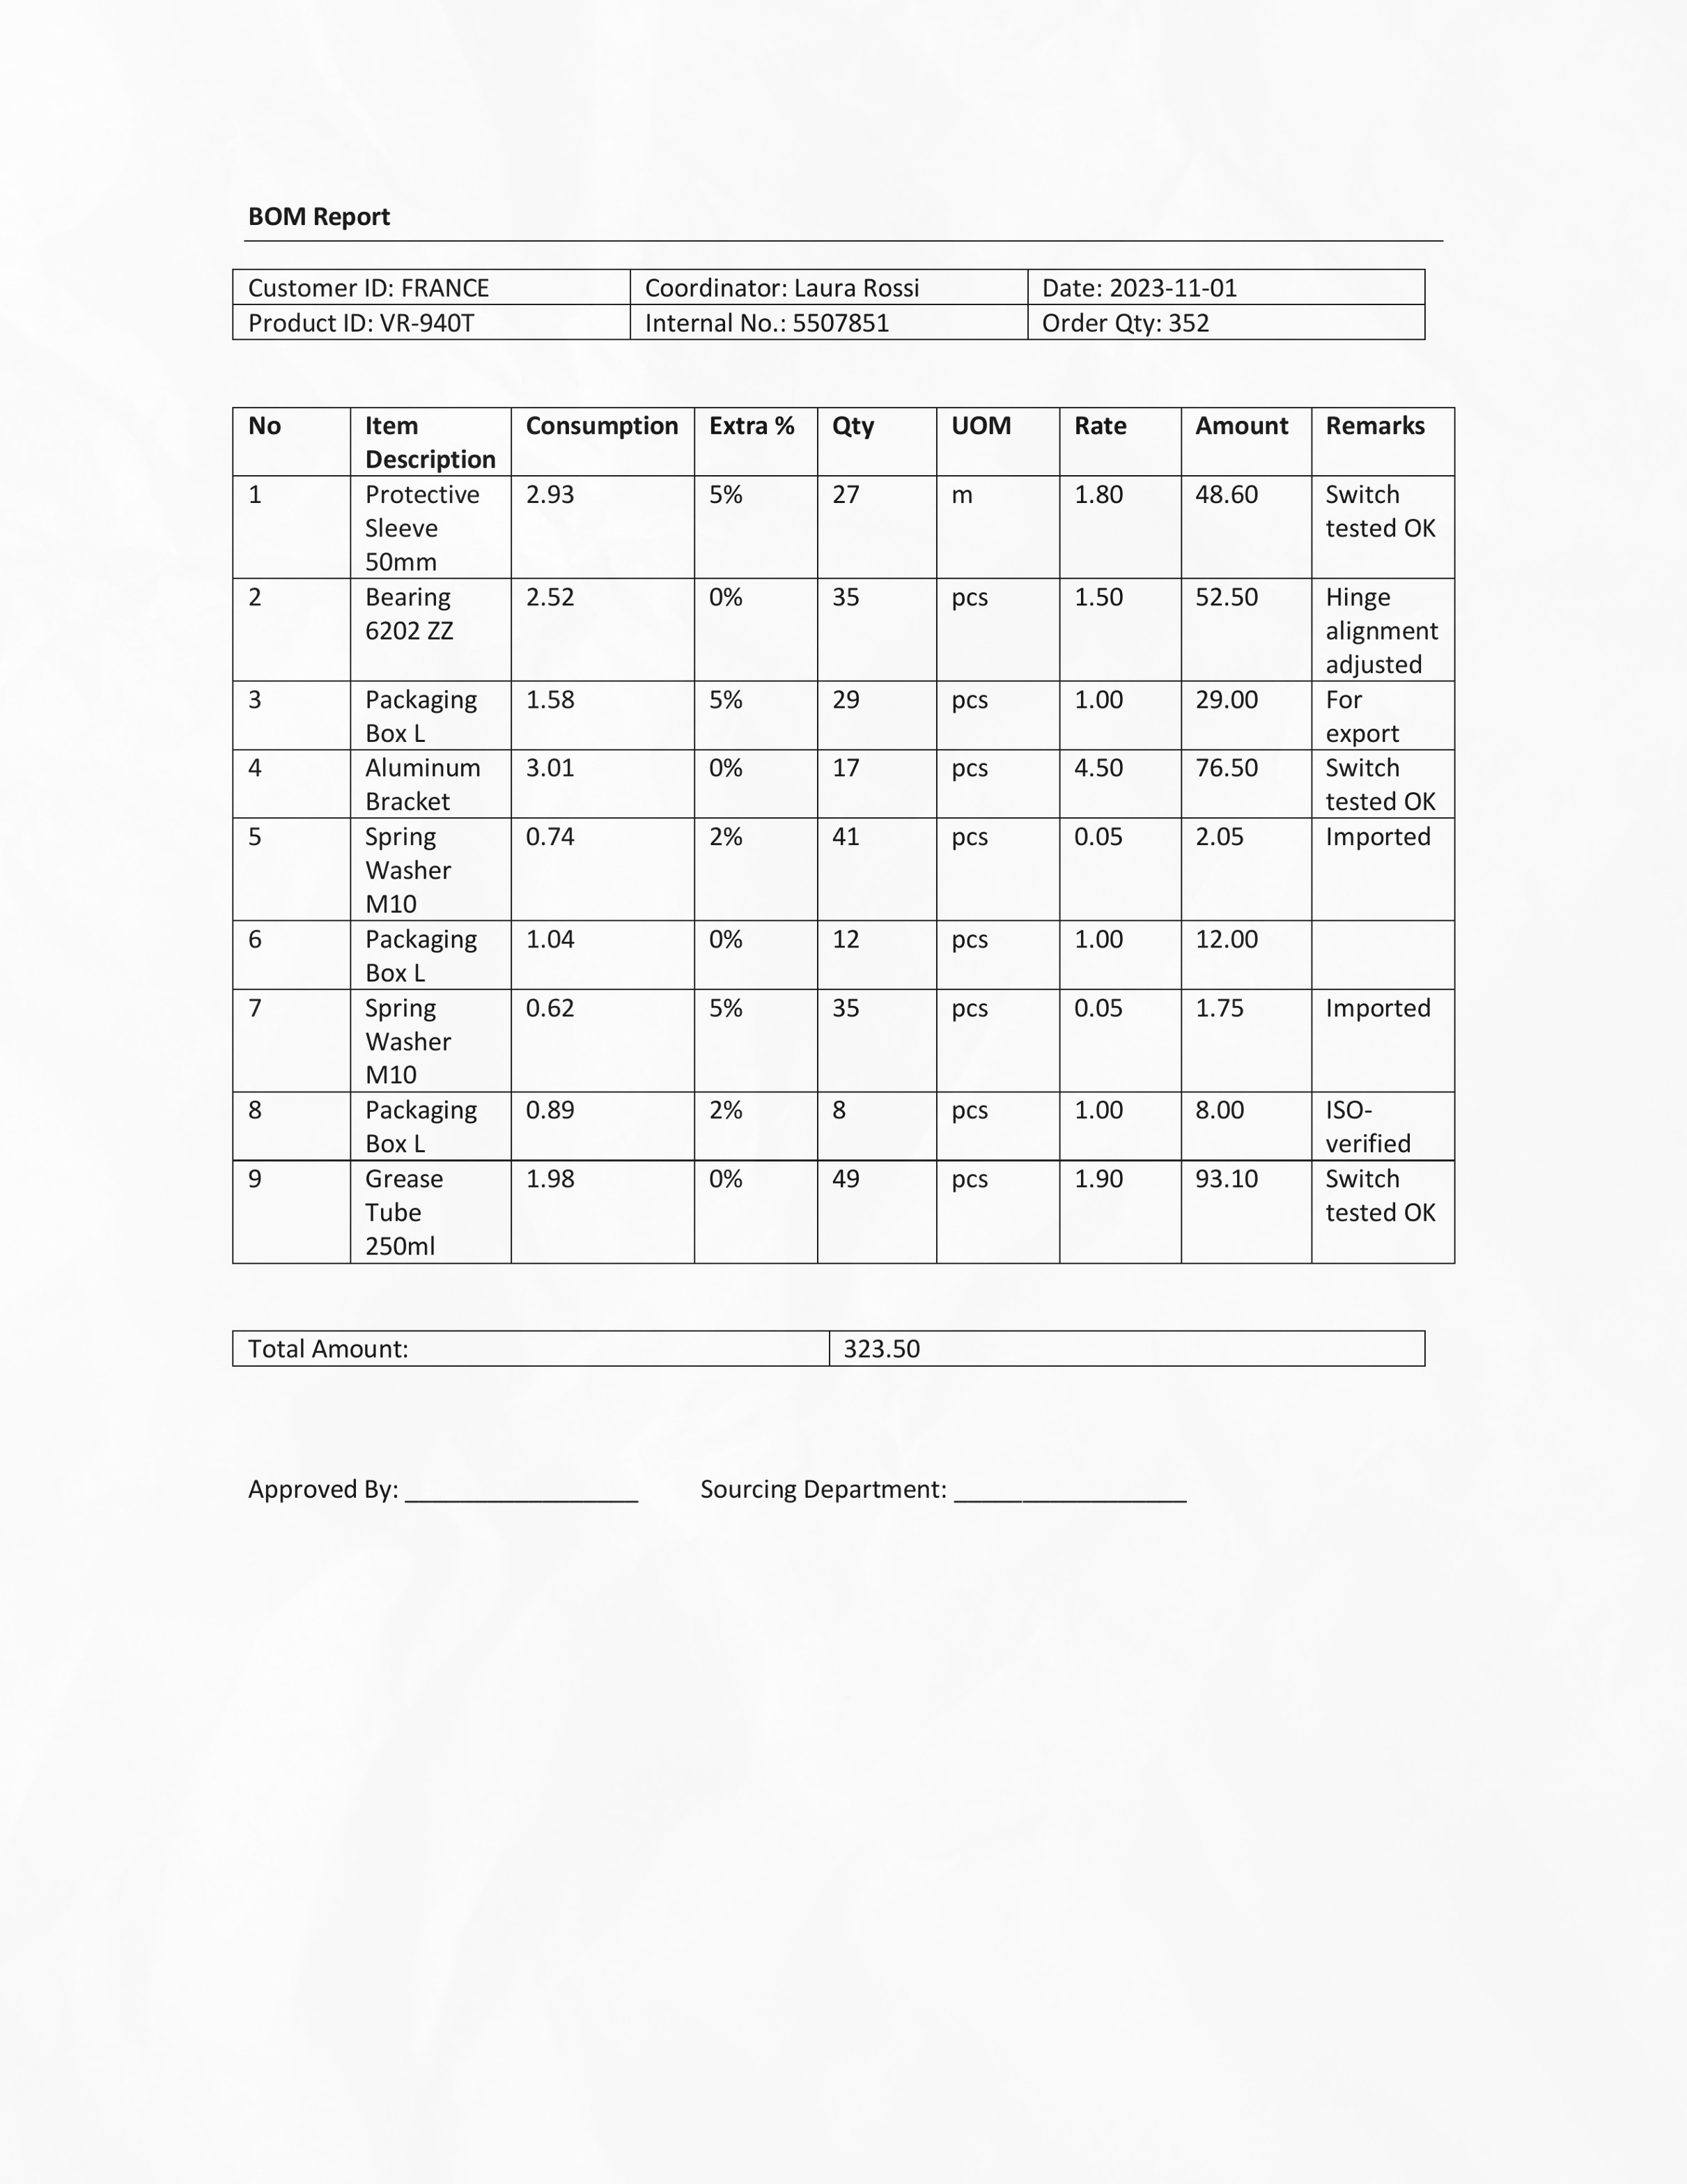 BOM Report
Customer ID: FRANCE Coordinator: Laura Rossi Date: 2023-11-01
Product ID: VR-940T Internal No.: 5507851 Order Qty: 352
No Item Description Consumption Extra % Qty UOM Rate Amount Remarks
1 Protective Sleeve 50mm 2.93 5% 27 m 1.80 48.60 Switch tested OK
2 Bearing 6202 ZZ 2.52 0% 35 pcs 1.50 52.50 Hinge alignment adjusted
3 Packaging Box L 1.58 5% 29 pcs 1.00 29.00 For export
4 Aluminum Bracket 3.01 0% 17 pcs 4.50 76.50 Switch tested OK
5 Spring Washer M10 0.74 2% 41 pcs 0.05 2.05 Imported
6 Packaging Box L 1.04 0% 12 pcs 1.00 12.00
7 Spring Washer M10 0.62 5% 35 pcs 0.05 1.75 Imported
8 Packaging Box L 0.89 2% 8 pcs 1.00 8.00 ISO-verified
9 Grease Tube 250ml 1.98 0% 49 pcs 1.90 93.10 Switch tested OK
Total Amount: 323.50
Approved By: _________________ Sourcing Department: _________________